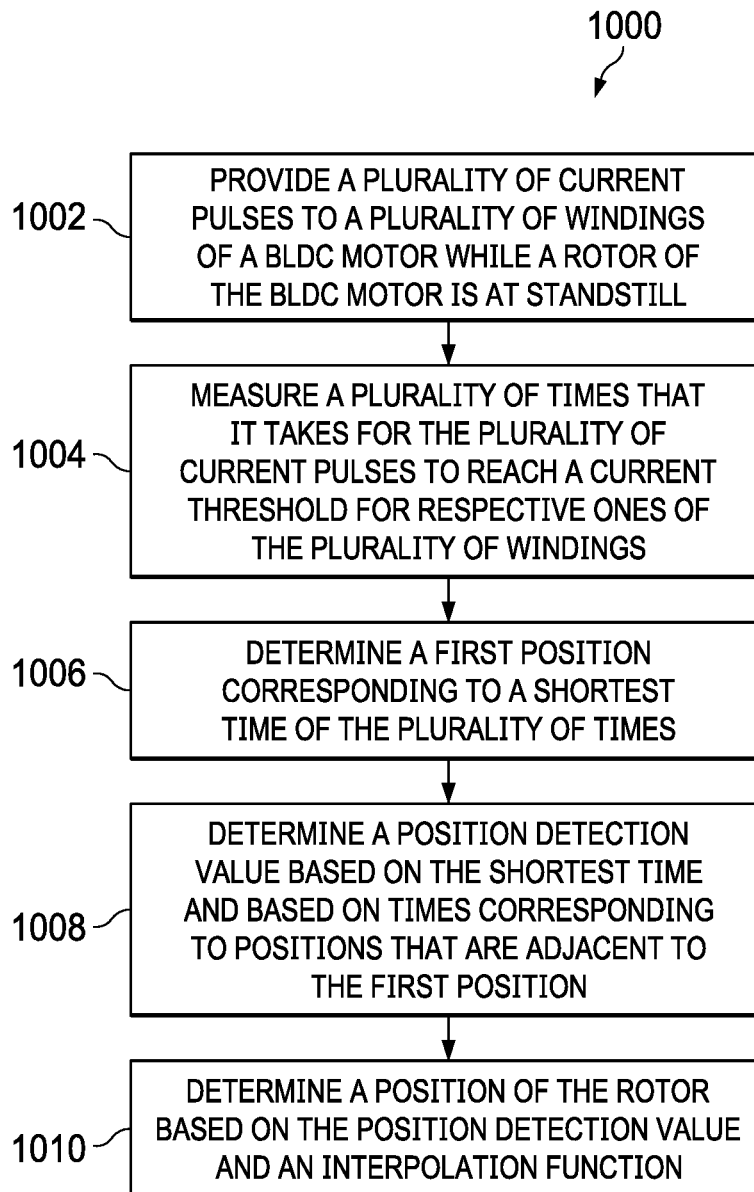 1000
1002
PROVIDE A PLURALITY OF CURRENT
PULSES TO A PLURALITY OF WINDINGS
OF A BLDC MOTOR WHILE A ROTOR OF
THE BLDC MOTOR IS AT STANDSTILL
1004
MEASURE A PLURALITY OF TIMES THAT
IT TAKES FOR THE PLURALITY OF
CURRENT PULSES TO REACH A CURRENT
THRESHOLD FOR RESPECTIVE ONES OF
THE PLURALITY OF WINDINGS
1006
DETERMINE A FIRST POSITION
CORRESPONDING TO A SHORTEST
TIME OF THE PLURALITY OF TIMES
1008
DETERMINE A POSITION DETECTION
VALUE BASED ON THE SHORTEST TIME
AND BASED ON TIMES CORRESPONDING
TO POSITIONS THAT ARE ADJACENT TO
THE FIRST POSITION
1010
DETERMINE A POSITION OF THE ROTOR
BASED ON THE POSITION DETECTION VALUE
AND AN INTERPOLATION FUNCTION